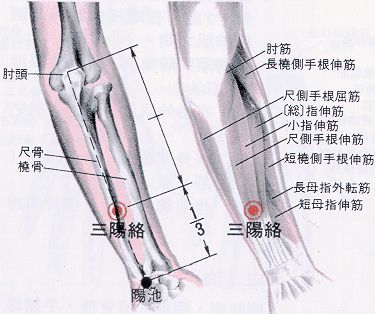 肘頭
尺骨
橈骨
三陽絡
陽池
1/3
肘筋
長橈側手根伸筋
尺側手根屈筋
〔総〕指伸筋
小指伸筋
尺側手根伸筋
短橈側手根伸筋
長母指外転筋
短母指伸筋
三陽絡